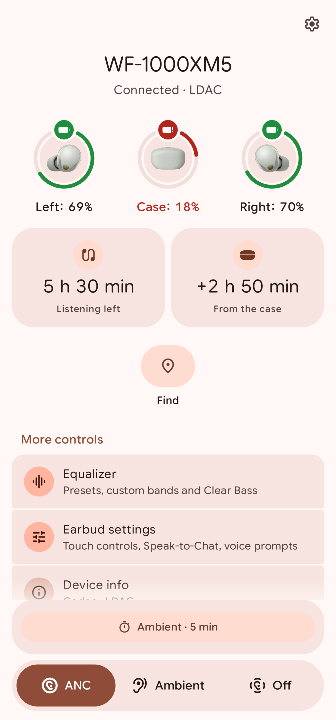 WF-1000XM5
Connected · LDAC
Left: 69%
Case: 18%
Right: 70%
5 h 30 min
Listening left
+2 h 50 min
From the case
Find
More controls
Equalizer
Presets, custom bands and Clear Bass
Earbud settings
Touch controls, Speak-to-Chat, voice prompts
Device info
Ambient · 5 min
ANC
Ambient
Off